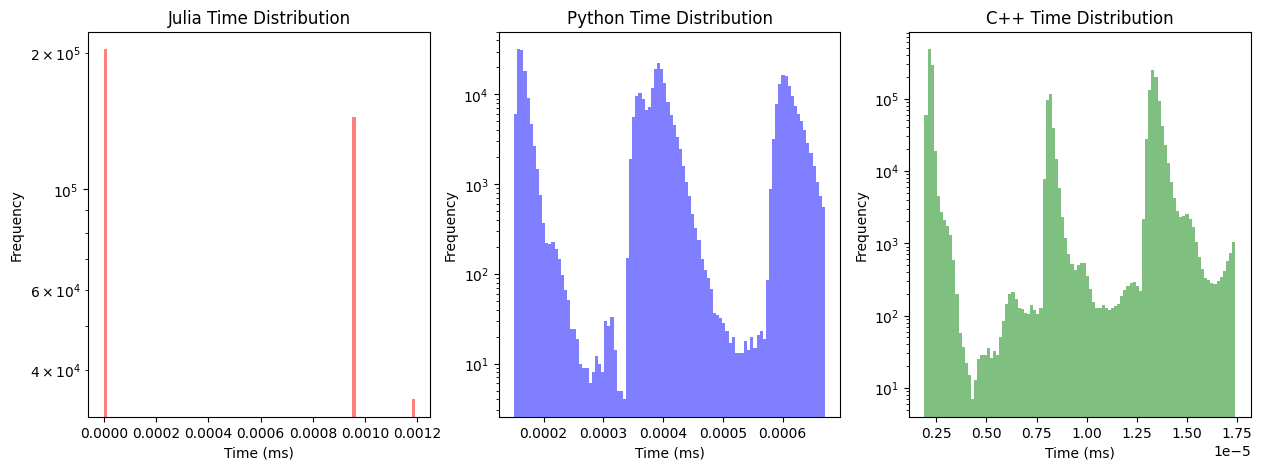 Julia Time Distribution
Frequency
2 × 10^5
10^5
6 × 10^4
4 × 10^4
0.0000 0.0002 0.0004 0.0006 0.0008 0.0010 0.0012
Time (ms)
Python Time Distribution
Frequency
10^4
10^3
10^2
10^1
0.0002 0.0003 0.0004 0.0005 0.0006
Time (ms)
C++ Time Distribution
Frequency
10^5
10^4
10^3
10^2
10^1
0.25 0.50 0.75 1.00 1.25 1.50 1.75
1e−5
Time (ms)